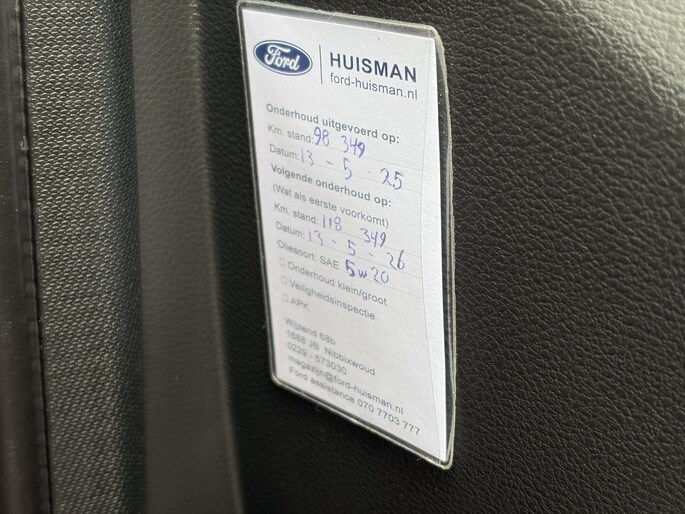 Ford
HUISMAN
ford-huisman.nl
Onderhoud uitgevoerd op:
Km. stand: 98 349
Datum: 13 - 5 - 25
Volgende onderhoud op:
(Wat als eerste voorkomt)
Km. stand: 118 349
Datum: 13 - 5 - 26
Oliesoort: SAE 5w20
Onderhoud klein/groot
Veiligheidsinspectie
APK
Wijzend 68b
1688 JB Nibbixwoud
0229 - 573030
magazijn@ford-huisman.nl
Ford assistance 070 7703 777